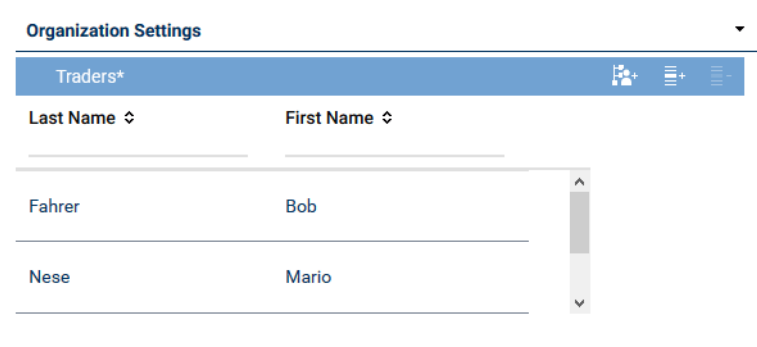 Organization Settings
Traders*
Last Name First Name
Fahrer Bob
Nese Mario